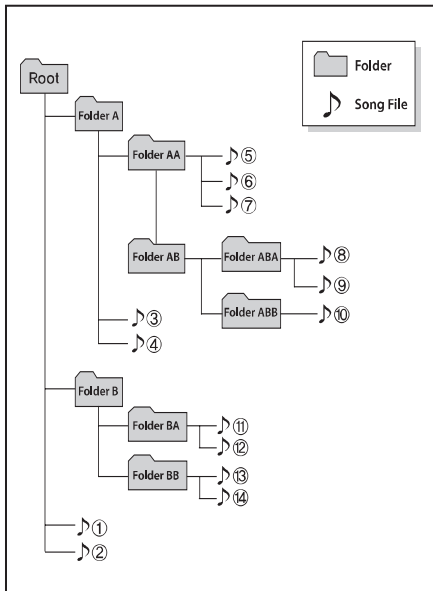 Root
Folder
Song File
Folder A
Folder AA
⑤
⑥
⑦
Folder AB
Folder ABA
⑧
⑨
Folder ABB
⑩
③
④
Folder B
Folder BA
⑪
⑫
Folder BB
⑬
⑭
①
②